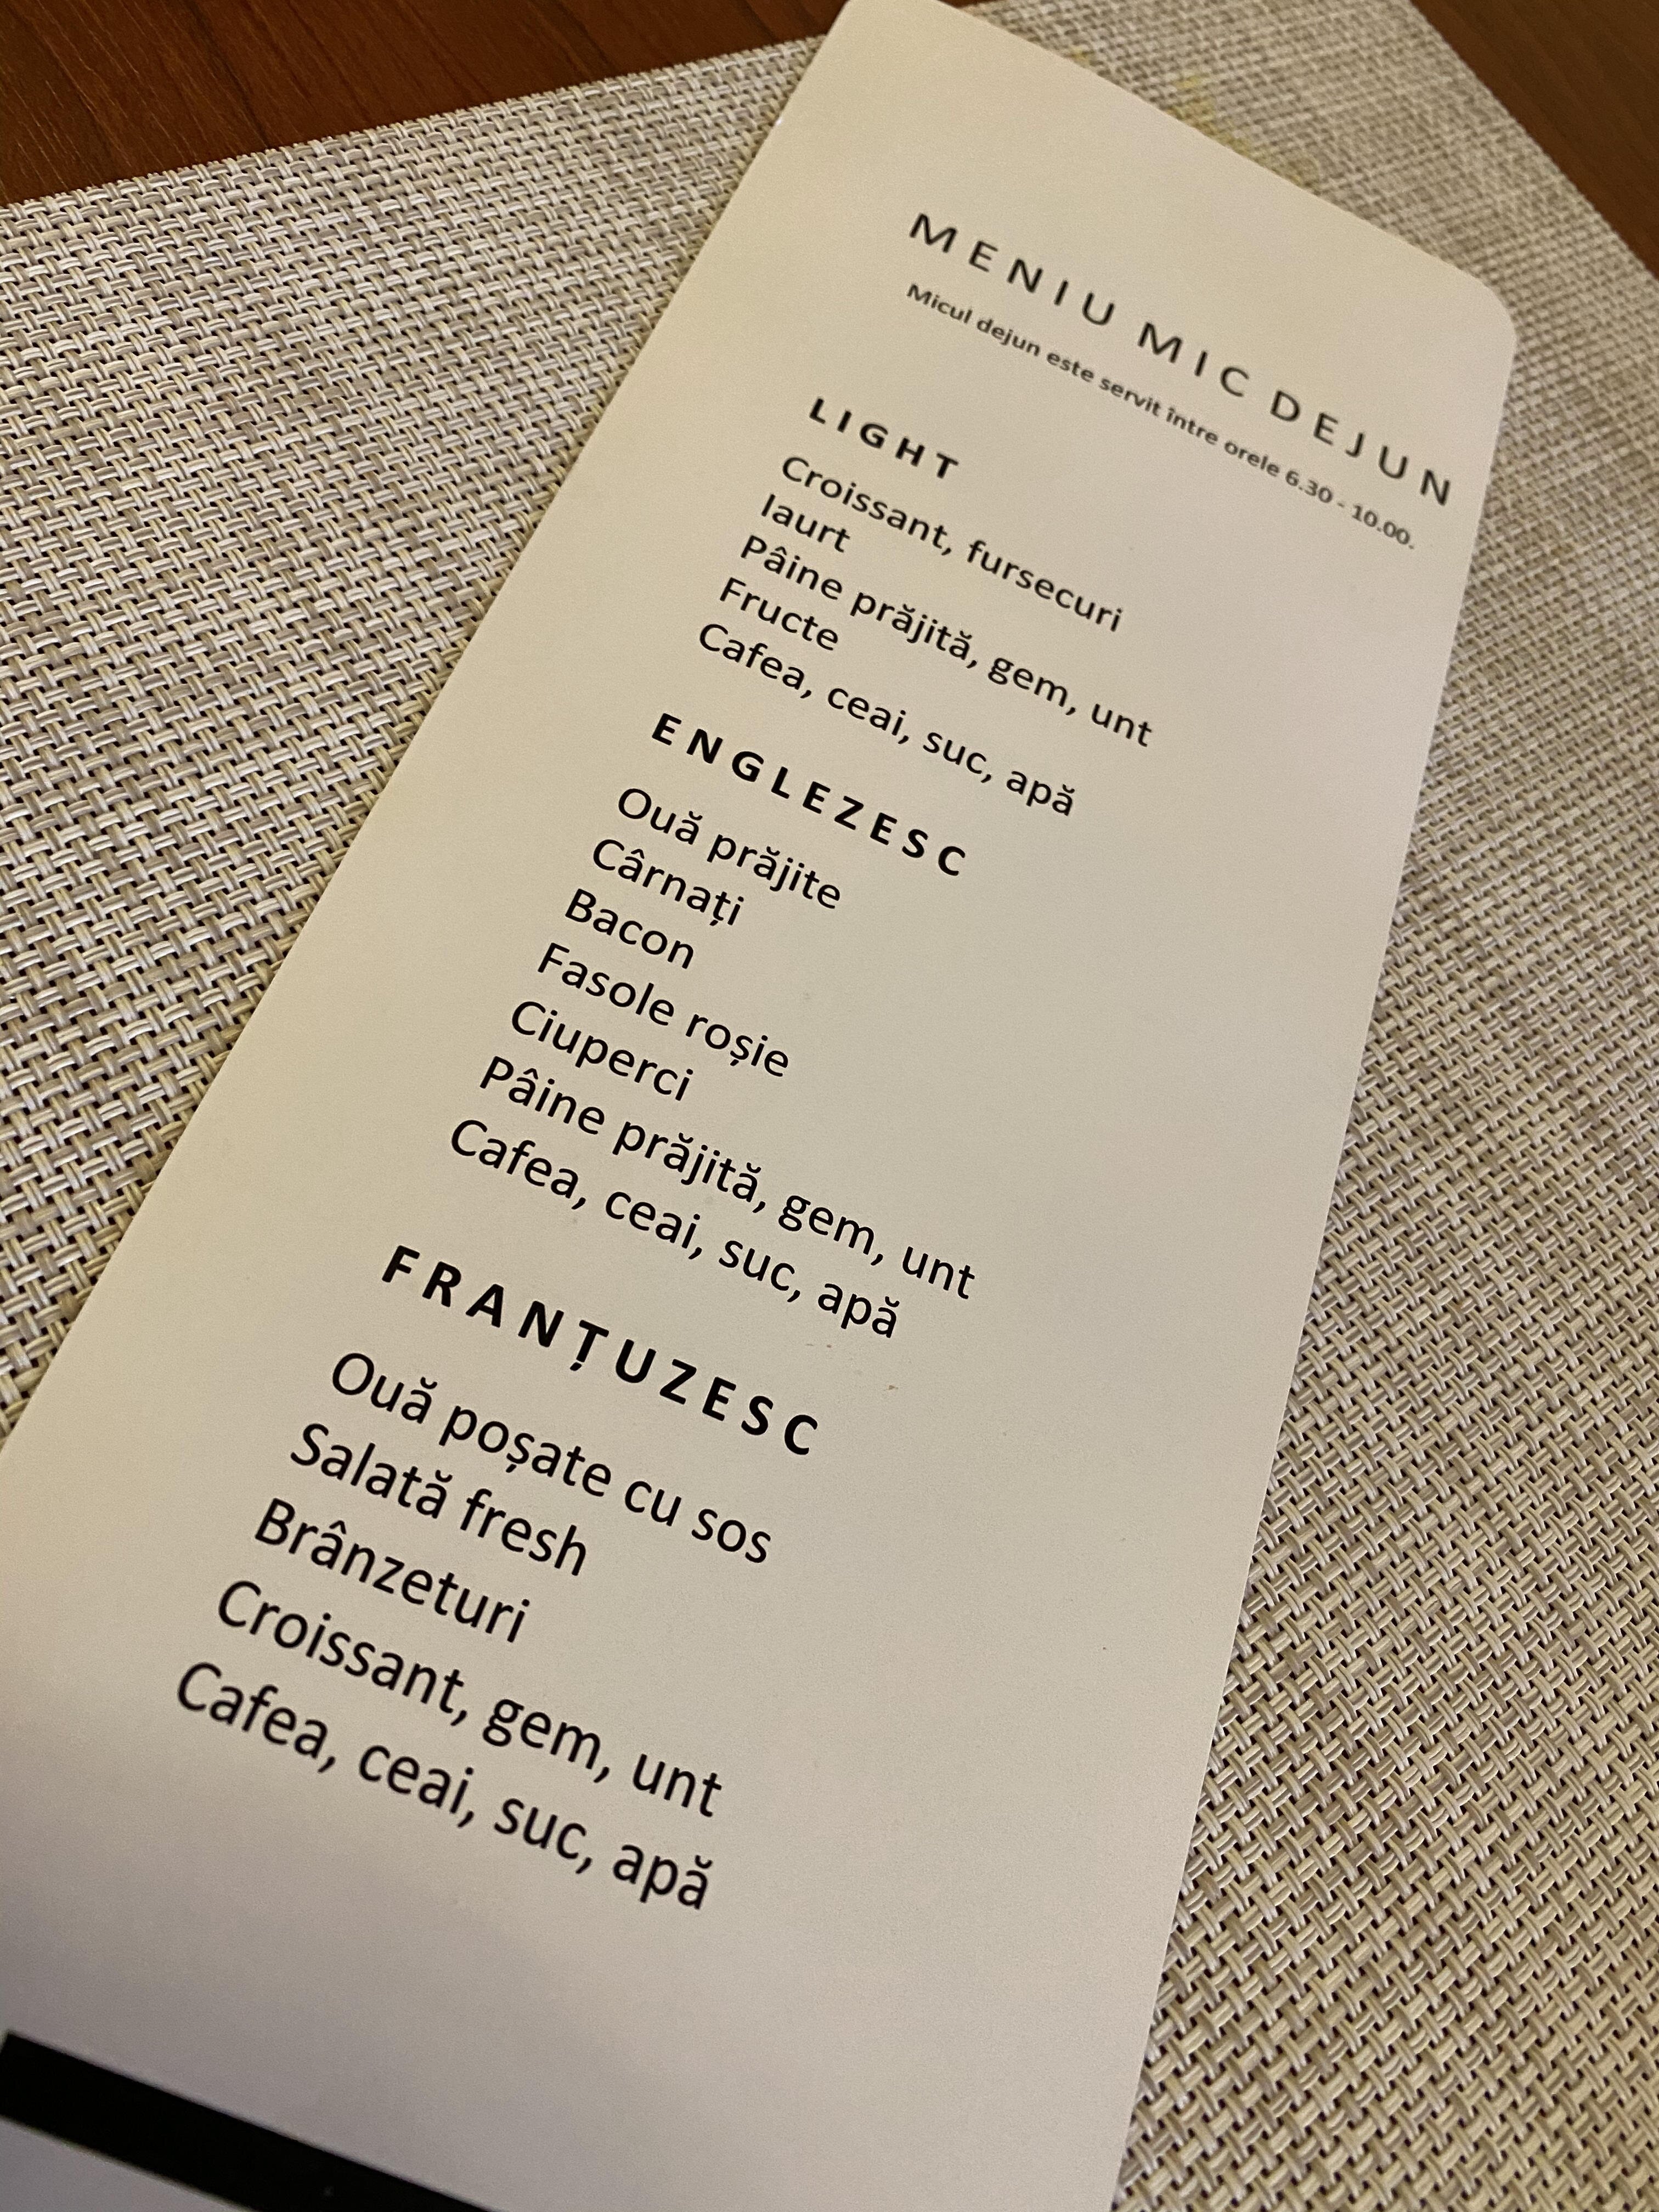 MENIU MIC DEJUN
Micul dejun este servit între orele 6.30 - 10.00.
LIGHT
Croissant, fursecuri
Iaurt
Pâine prăjită, gem, unt
Fructe
Cafea, ceai, suc, apă
ENGLEZESC
Ouă prăjite
Cârnați
Bacon
Fasole roșie
Ciuperci
Pâine prăjită, gem, unt
Cafea, ceai, suc, apă
FRANȚUZESC
Ouă poșate cu sos
Salată fresh
Brânzeturi
Croissant, gem, unt
Cafea, ceai, suc, apă